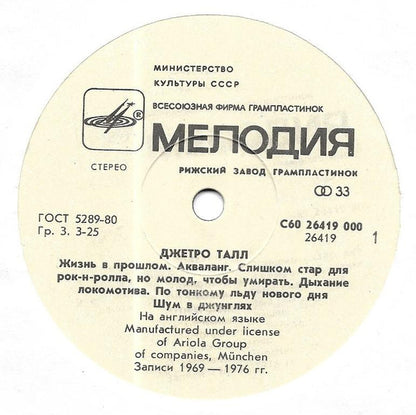 МИНИСТЕРСТВО
КУЛЬТУРЫ СССР
ВСЕСОЮЗНАЯ ФИРМА ГРАМПЛАСТИНОК
®
МЕЛОДИЯ
СТЕРЕО
РИЖСКИЙ ЗАВОД ГРАМПЛАСТИНОК
33
ГОСТ 5289-80
Гр. 3. 3-25
С60 26419 000
26419
1
ДЖЕТРО ТАЛЛ
Жизнь в прошлом. Акваланг. Слишком стар для
рок-н-ролла, но молод, чтобы умирать. Дыхание
локомотива. По тонкому льду нового дня
Шум в джунглях
На английском языке
Manufactured under license
of Ariola Group
of companies, München
Записи 1969 — 1976 гг.